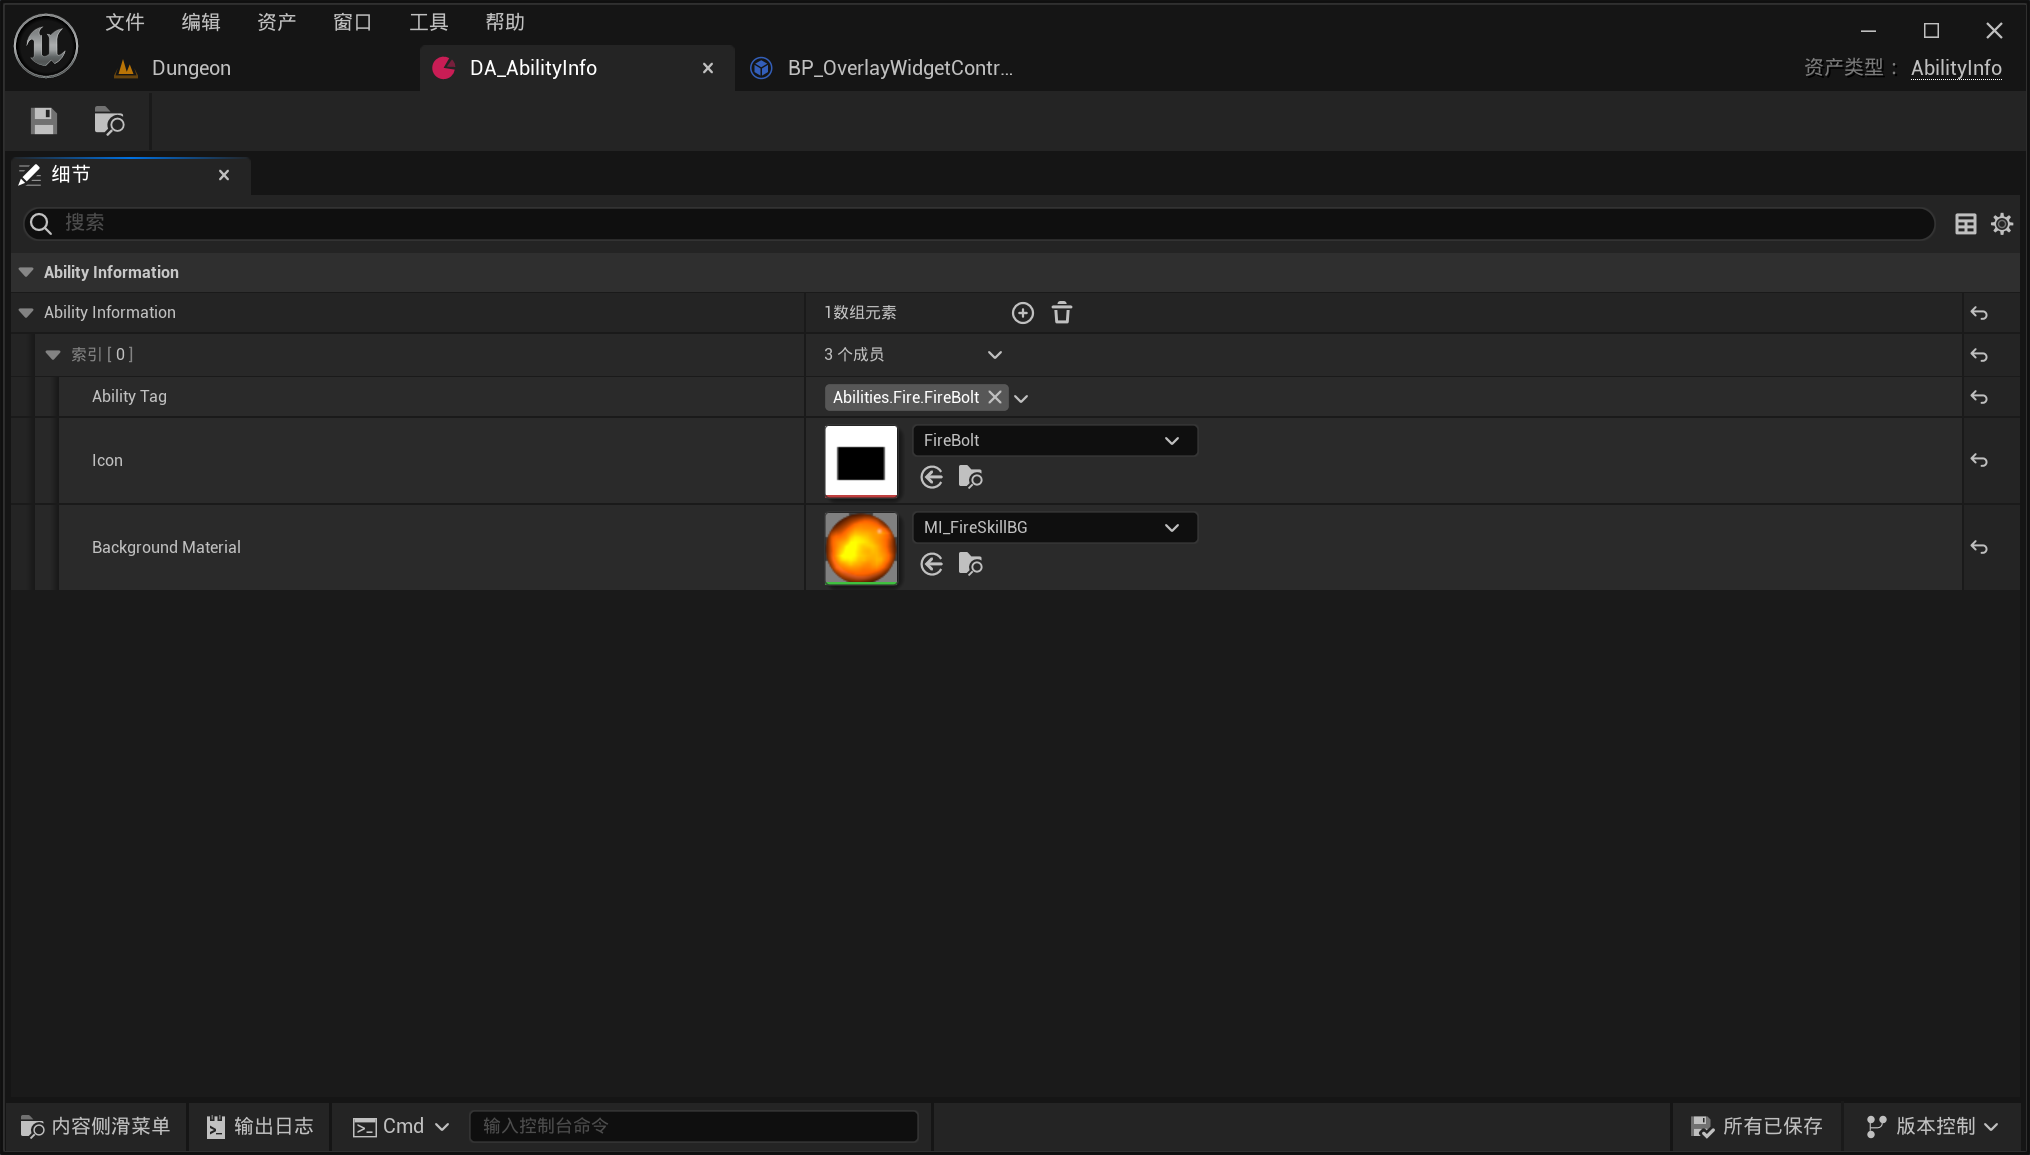 文件 编辑 资产 窗口 工具 帮助
Dungeon DA_AbilityInfo BP_OverlayWidgetContr... 资产类型： AbilityInfo
细节
搜索
Ability Information
Ability Information 1数组元素
索引 [ 0 ] 3 个成员
Ability Tag Abilities.Fire.FireBolt
Icon FireBolt
Background Material MI_FireSkillBG
内容侧滑菜单 输出日志 Cmd 输入控制台命令 所有已保存 版本控制